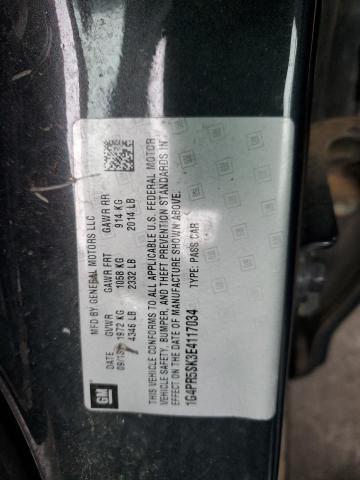 GM
MFD BY GENERAL MOTORS LLC
DATE GVWR GAWR FRT GAWR RR
1972 KG 1058 KG 914 KG
4346 LB 2332 LB 2014 LB
THIS VEHICLE CONFORMS TO ALL APPLICABLE U.S. FEDERAL MOTOR
VEHICLE SAFETY, BUMPER, AND THEFT PREVENTION STANDARDS IN
EFFECT ON THE DATE OF MANUFACTURE SHOWN ABOVE.
1G4PR5SK3E4117034 TYPE: PASS CAR